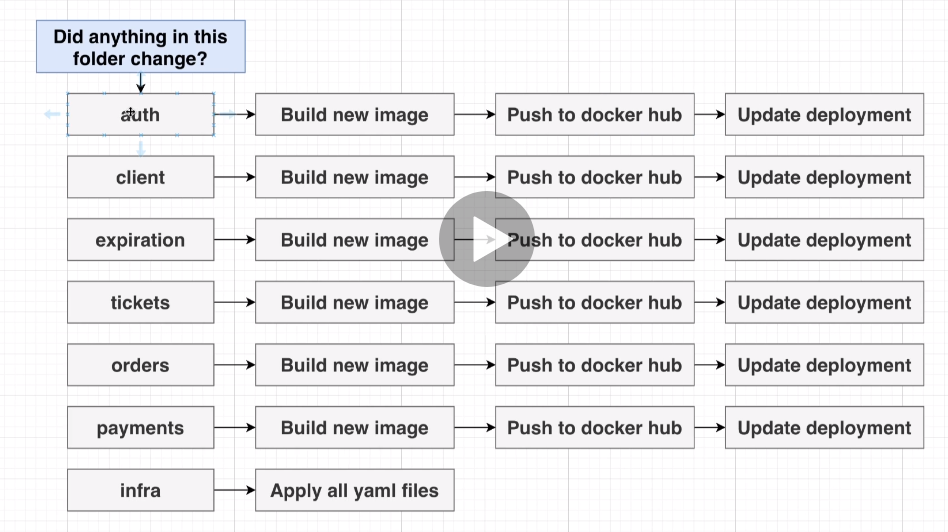 Did anything in this
folder change?
auth
Build new image
Push to docker hub
Update deployment
client
Build new image
Push to docker hub
Update deployment
expiration
Build new image
Push to docker hub
Update deployment
tickets
Build new image
Push to docker hub
Update deployment
orders
Build new image
Push to docker hub
Update deployment
payments
Build new image
Push to docker hub
Update deployment
infra
Apply all yaml files